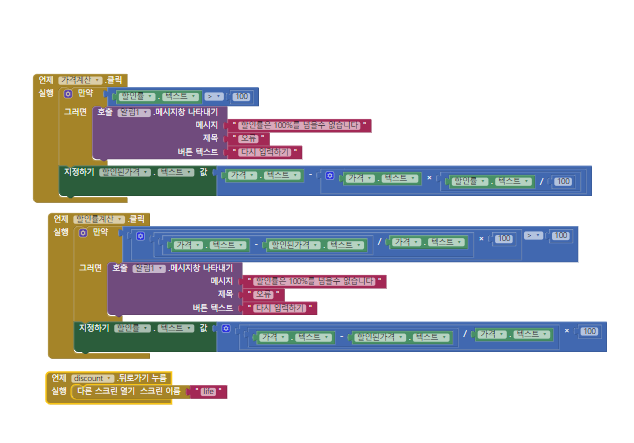 언제 가격계산 .클릭
실행 만약 할인률 . 텍스트 > 100
그러면 호출 알림1 .메시지창 나타내기
메시지 " 할인률은 100%를 넘을수 없습니다 "
제목 " 오류 "
버튼 텍스트 " 다시 입력하기 "
지정하기 할인된가격 . 텍스트 값 가격 . 텍스트 - 가격 . 텍스트 × 할인률 . 텍스트 / 100
언제 할인률계산 .클릭
실행 만약 가격 . 텍스트 - 할인된가격 . 텍스트 / 가격 . 텍스트 × 100 > 100
그러면 호출 알림1 .메시지창 나타내기
메시지 " 할인률은 100%를 넘을수 없습니다 "
제목 " 오류 "
버튼 텍스트 " 다시 입력하기 "
지정하기 할인률 . 텍스트 값 가격 . 텍스트 - 할인된가격 . 텍스트 / 가격 . 텍스트 × 100
언제 discount .뒤로가기 누름
실행 다른 스크린 열기 스크린 이름 " life "